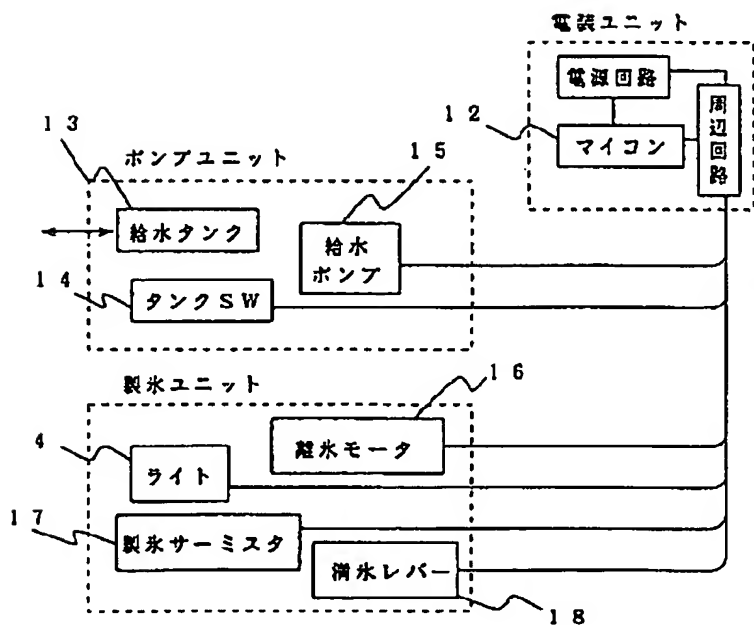 電装ユニット
電源回路
周辺回路
12
マイコン
13
ポンプユニット
15
給水タンク
給水
ポンプ
14
タンクSW
製氷ユニット
16
離氷モータ
4
ライト
17
製氷サーミスタ
満氷レバー
18